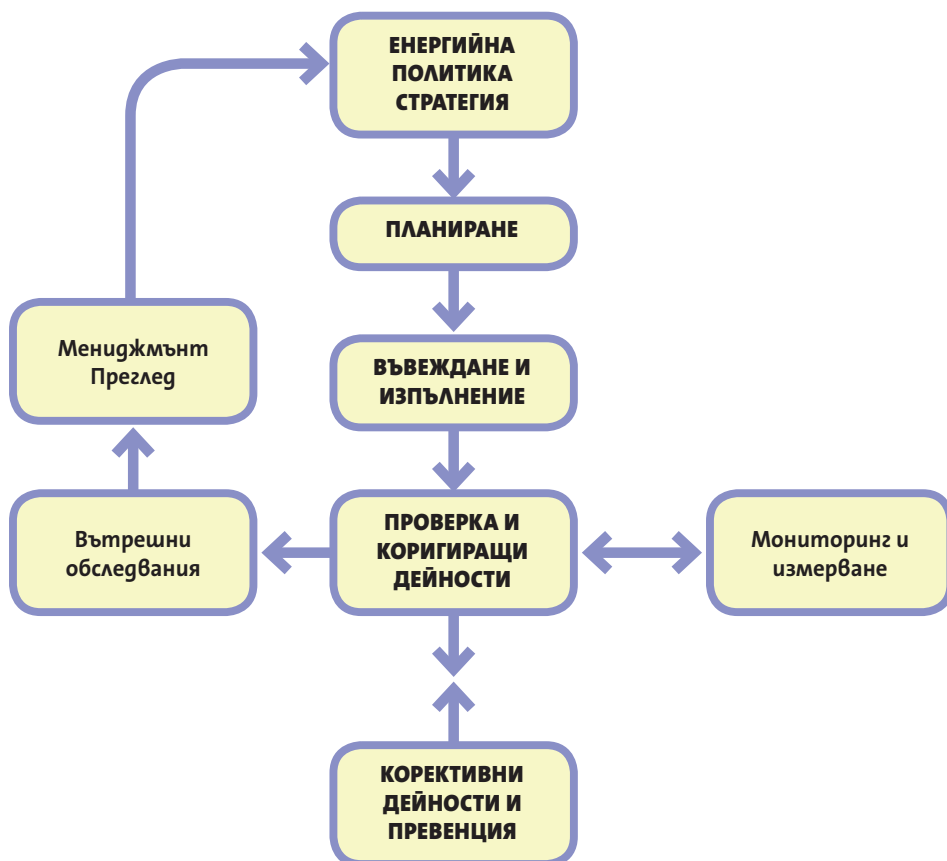 ЕНЕРГИЙНА
ПОЛИТИКА
СТРАТЕГИЯ
ПЛАНИРАНЕ
ВЪВЕЖДАНЕ И
ИЗПЪЛНЕНИЕ
Мениджмънт
Преглед
Вътрешни
обследвания
ПРОВЕРКА И
КОРИГИРАЩИ
ДЕЙНОСТИ
Мониторинг и
измерване
КОРЕКТИВНИ
ДЕЙНОСТИ И
ПРЕВЕНЦИЯ